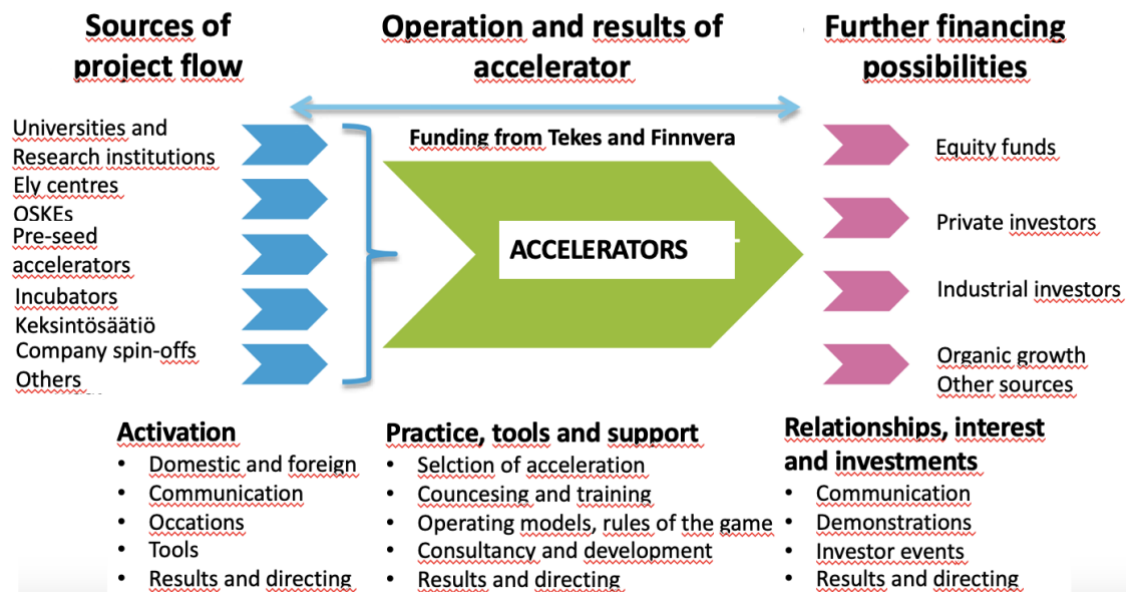 Sources of
project flow
Operation and results of
accelerator
Further financing
possibilities
Universities and
Research institutions
Ely centres
OSKEs
Pre-seed
accelerators
Incubators
Keksintösäätiö
Company spin-offs
Others
Funding from Tekes and Finnvera
ACCELERATORS
Equity funds
Private investors
Industrial investors
Organic growth
Other sources
Activation
• Domestic and foreign
• Communication
• Occations
• Tools
• Results and directing
Practice, tools and support
• Selction of acceleration
• Councesing and training
• Operating models, rules of the game
• Consultancy and development
• Results and directing
Relationships, interest
and investments
• Communication
• Demonstrations
• Investor events
• Results and directing